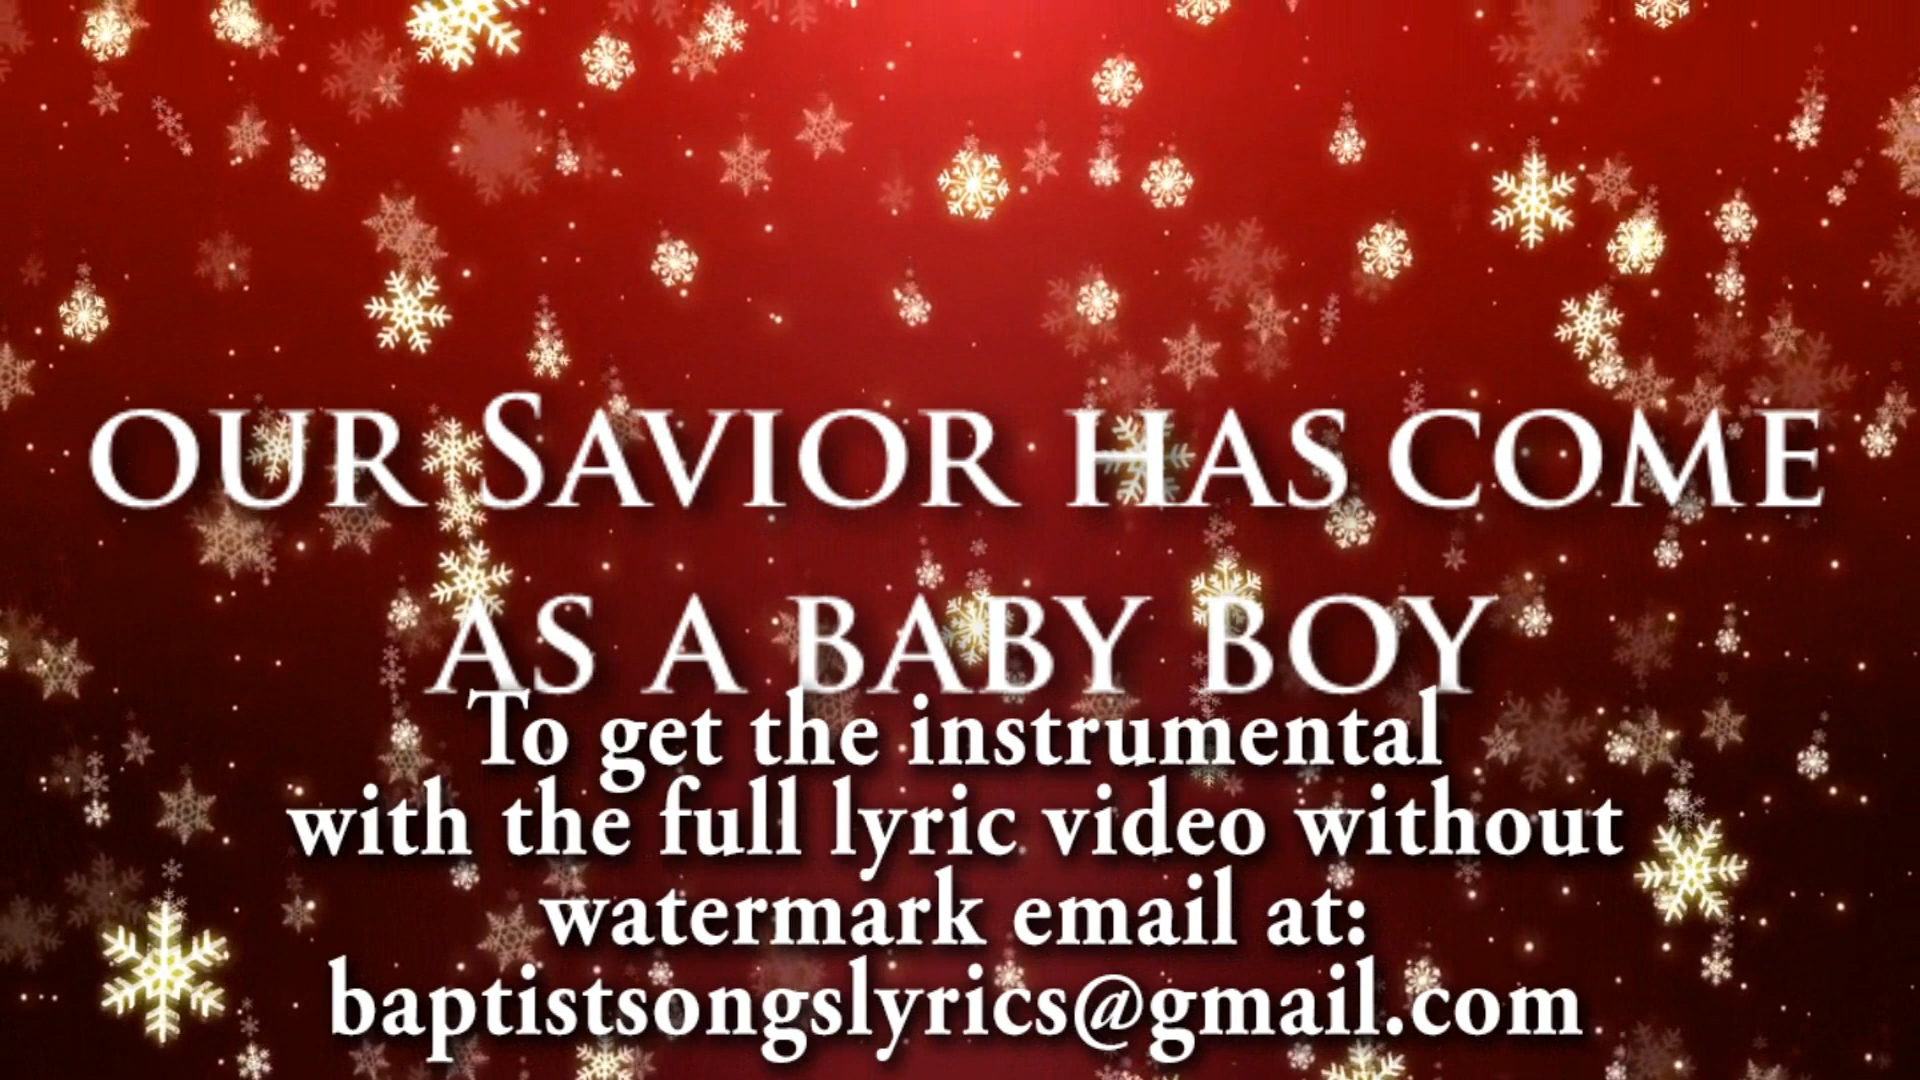 OUR SAVIOR HAS COME
AS A BABY BOY
To get the instrumental
with the full lyric video without
watermark email at:
baptistsongslyrics@gmail.com